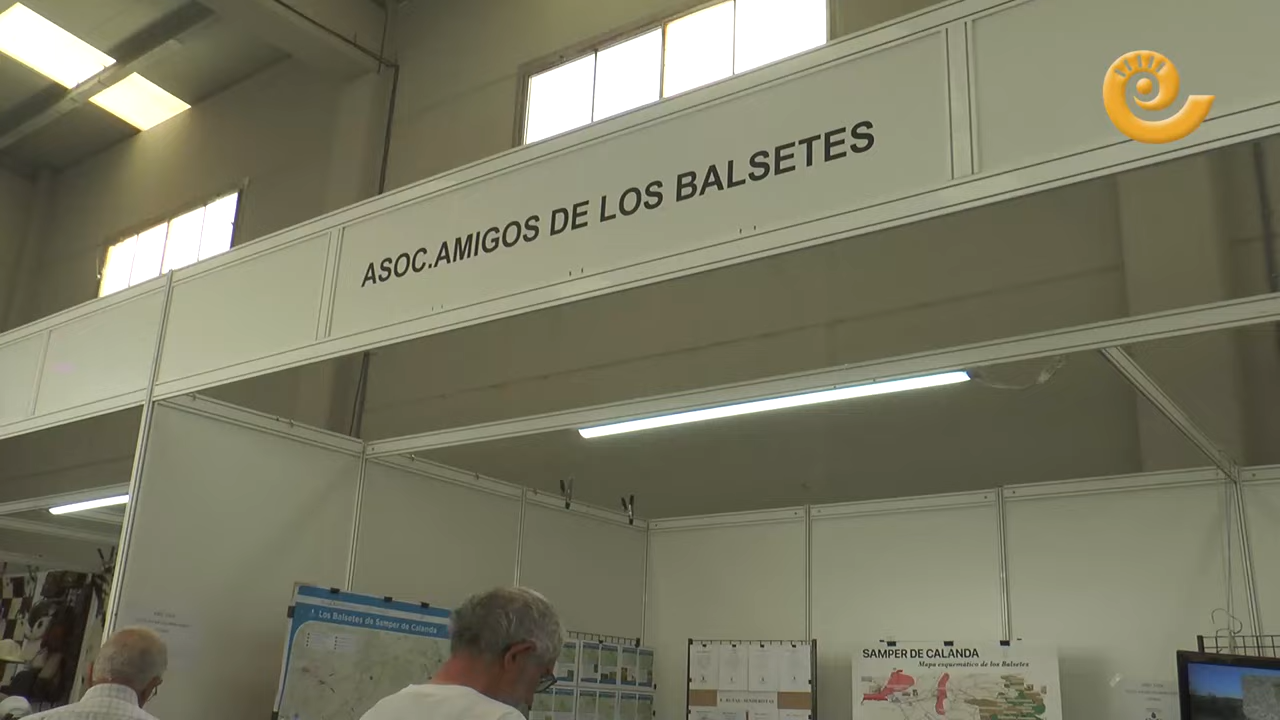 ASOC.AMIGOS DE LOS BALSETES
Los Balsetes de Samper de Calanda
SAMPER DE CALANDA
Mapa esquemático de los Balsetes